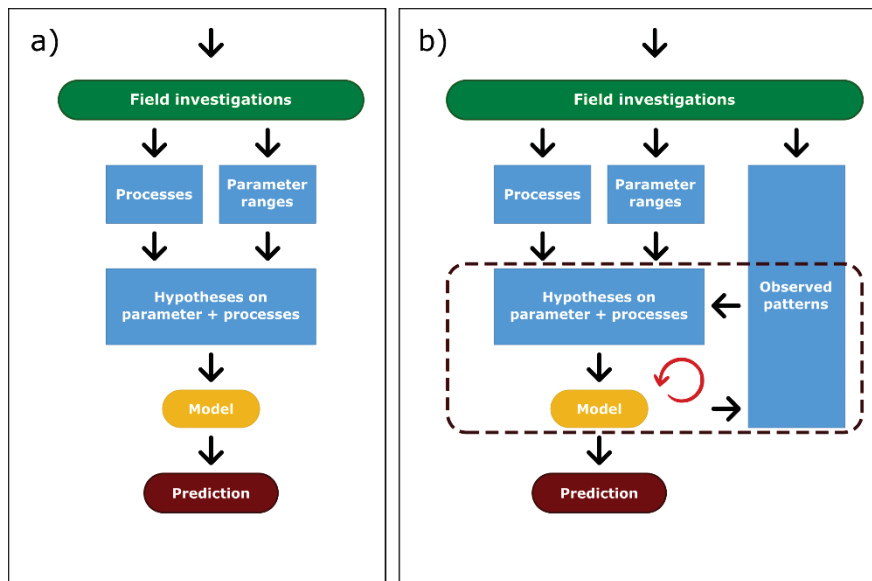 a)
Field investigations
Processes
Parameter
ranges
Hypotheses on
parameter + processes
Model
Prediction
b)
Field investigations
Processes
Parameter
ranges
Observed
patterns
Hypotheses on
parameter + processes
Model
Prediction